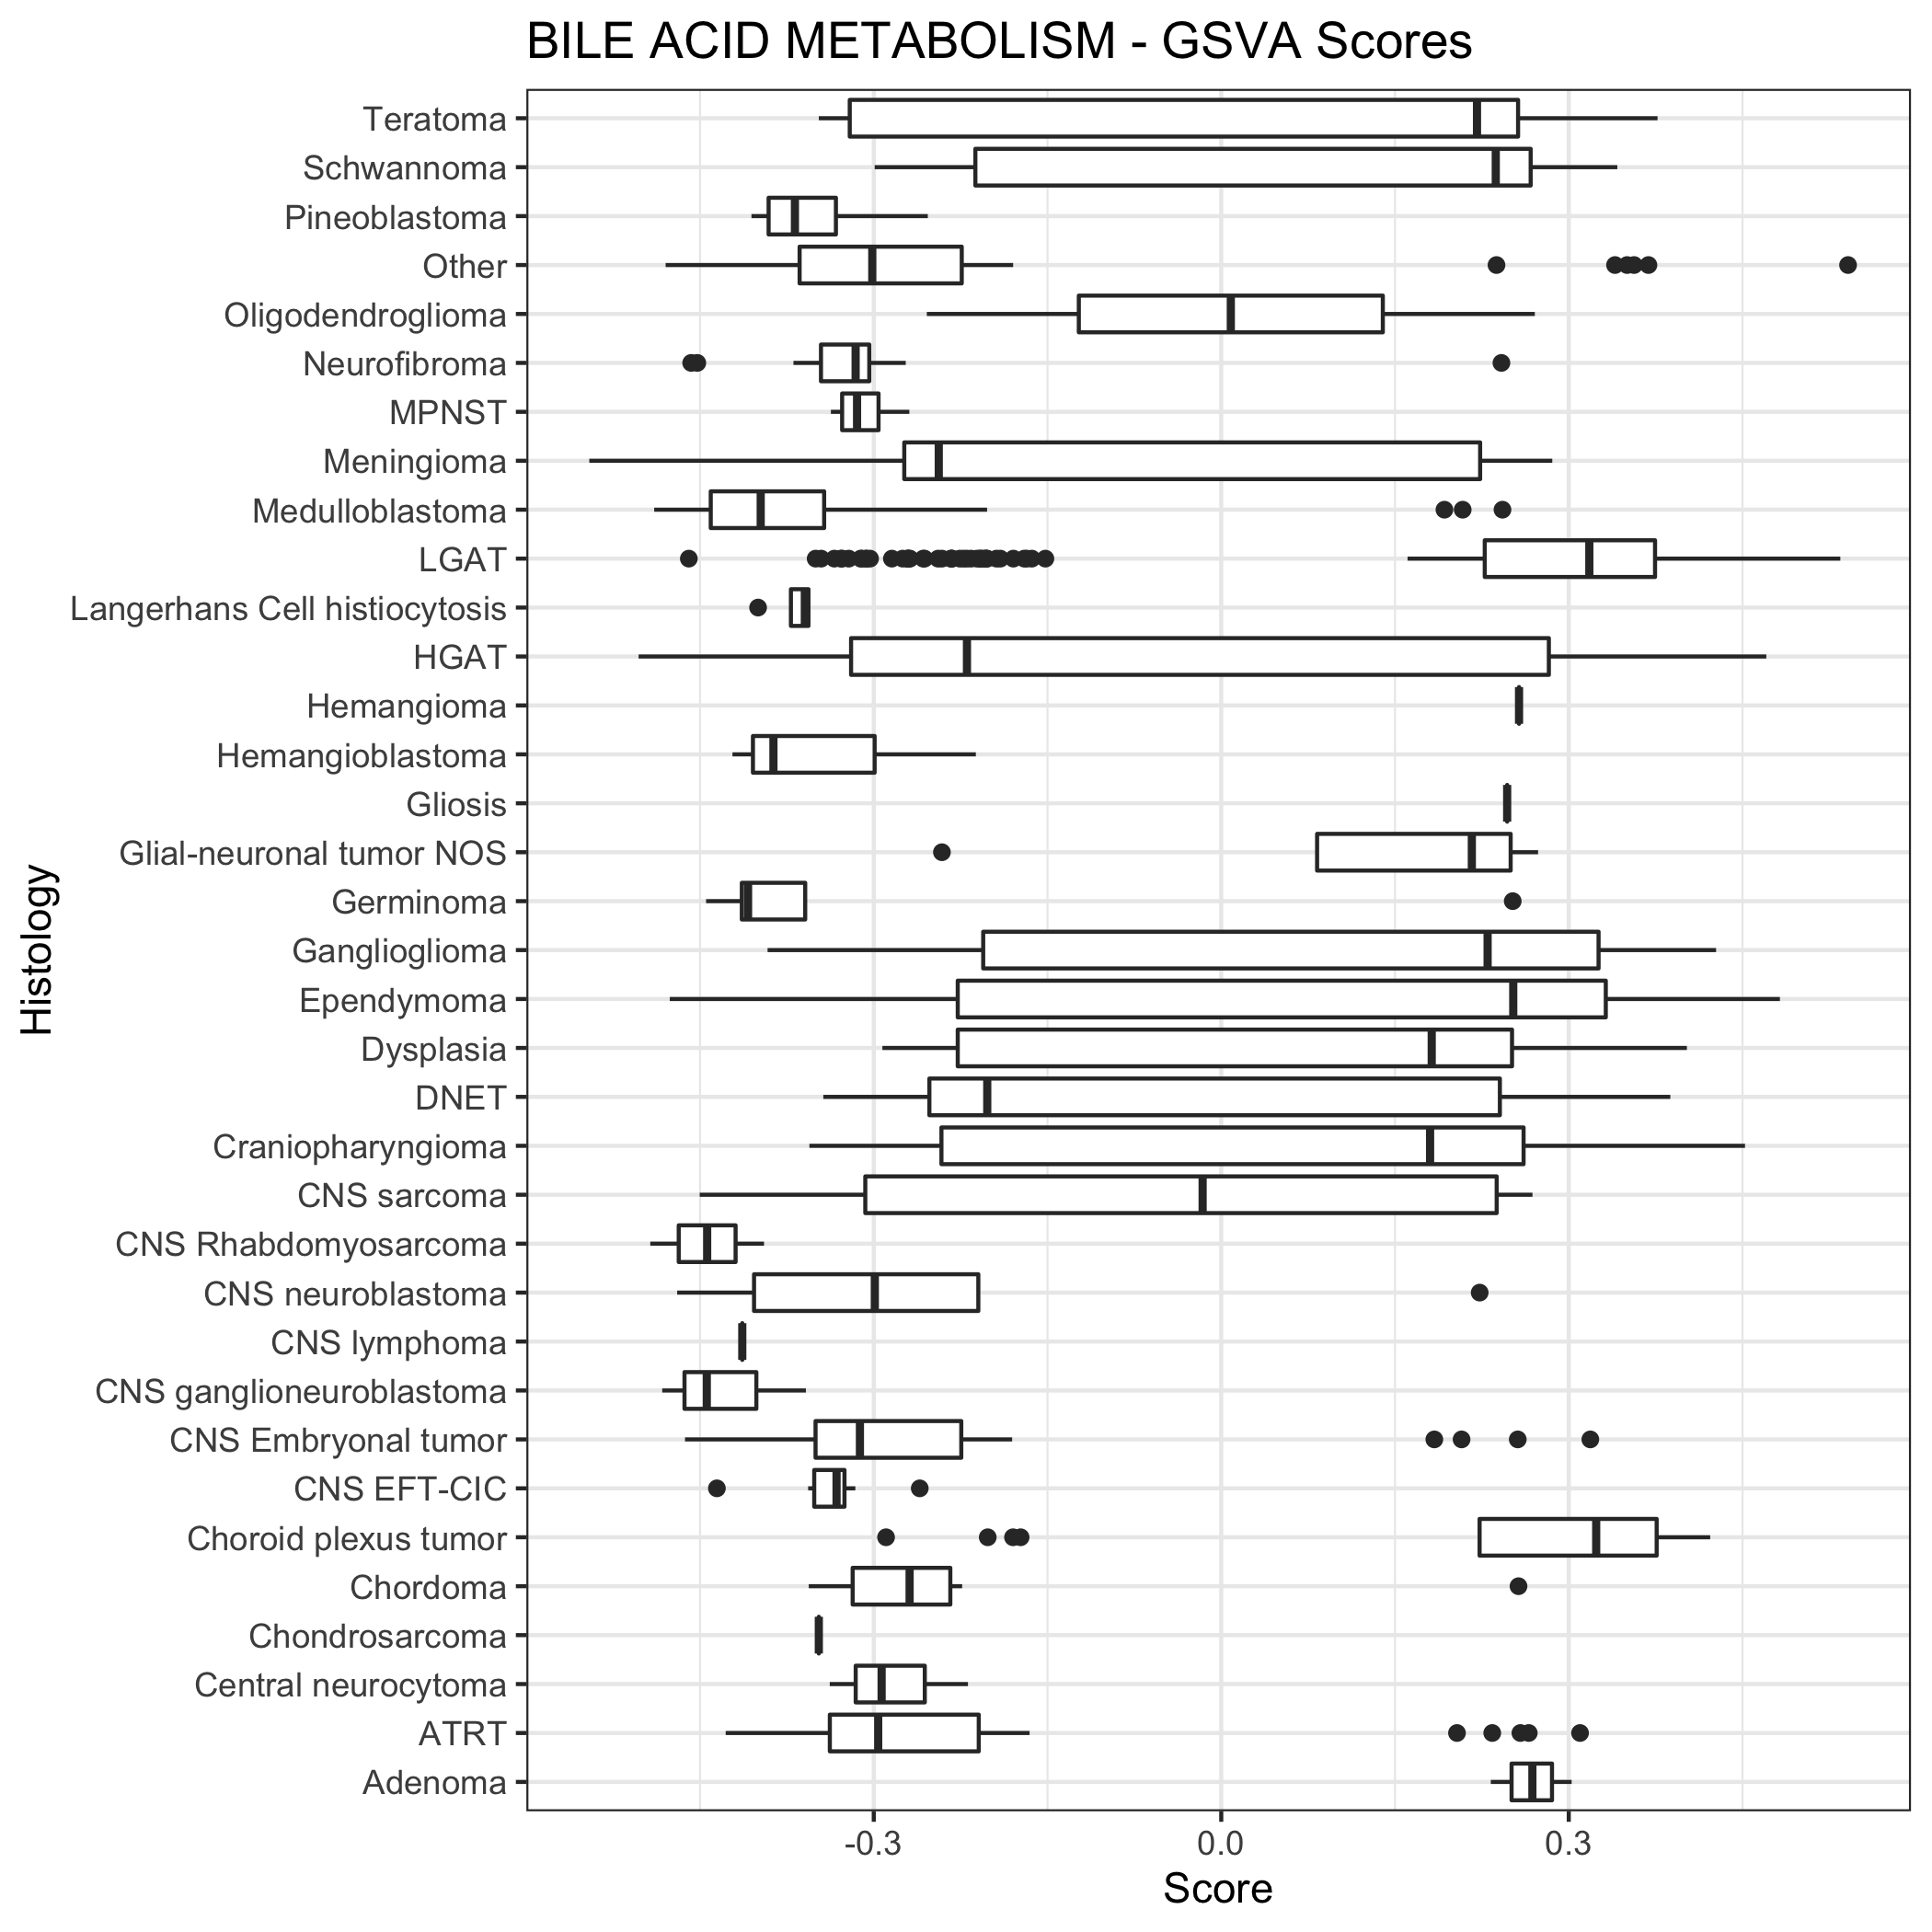 BILE ACID METABOLISM - GSVA Scores
Teratoma
Schwannoma
Pineoblastoma
Other
Oligodendroglioma
Neurofibroma
MPNST
Meningioma
Medulloblastoma
LGAT
Langerhans Cell histiocytosis
HGAT
Hemangioma
Hemangioblastoma
Gliosis
Glial-neuronal tumor NOS
Germinoma
Ganglioglioma
Ependymoma
Dysplasia
DNET
Craniopharyngioma
CNS sarcoma
CNS Rhabdomyosarcoma
CNS neuroblastoma
CNS lymphoma
CNS ganglioneuroblastoma
CNS Embryonal tumor
CNS EFT-CIC
Choroid plexus tumor
Chordoma
Chondrosarcoma
Central neurocytoma
ATRT
Adenoma
Histology
-0.3 0.0 0.3
Score